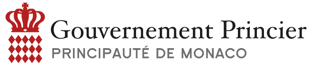 Gouvernement Princier
PRINCIPAUTÉ DE MONACO